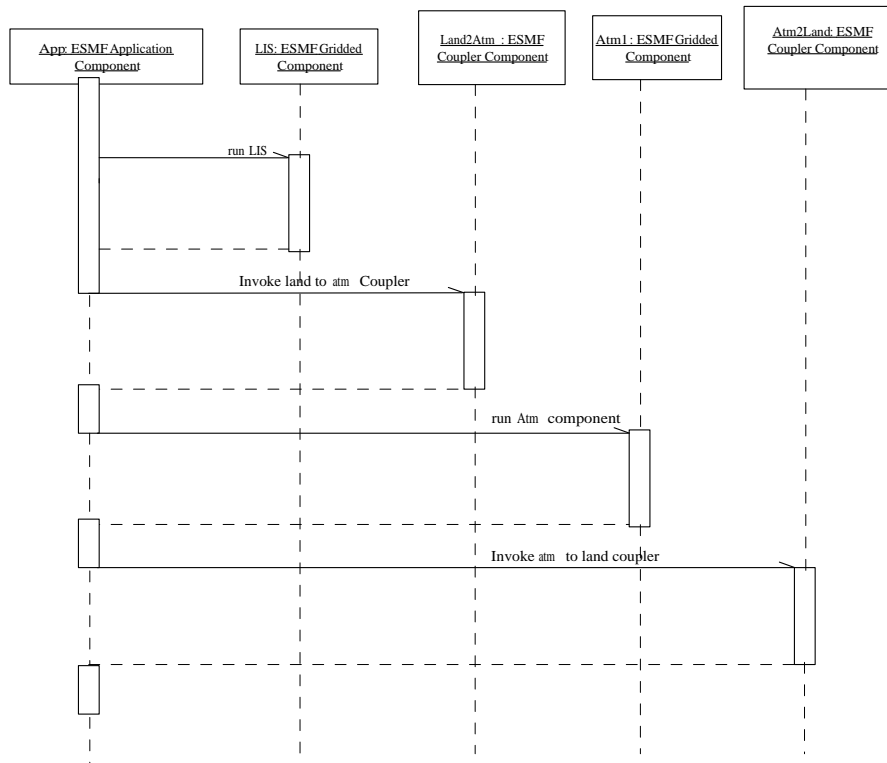 App: ESMF Application
Component
LIS: ESMF Gridded
Component
Land2Atm : ESMF
Coupler Component
Atm1: ESMF Gridded
Component
Atm2Land: ESMF
Coupler Component
run LIS
Invoke land to atm Coupler
run Atm component
Invoke atm to land coupler